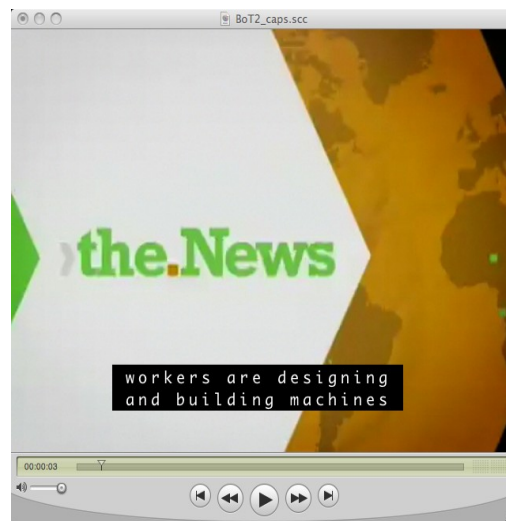 BoT2_caps.scc
the.News
workers are designing
and building machines
00:00:03